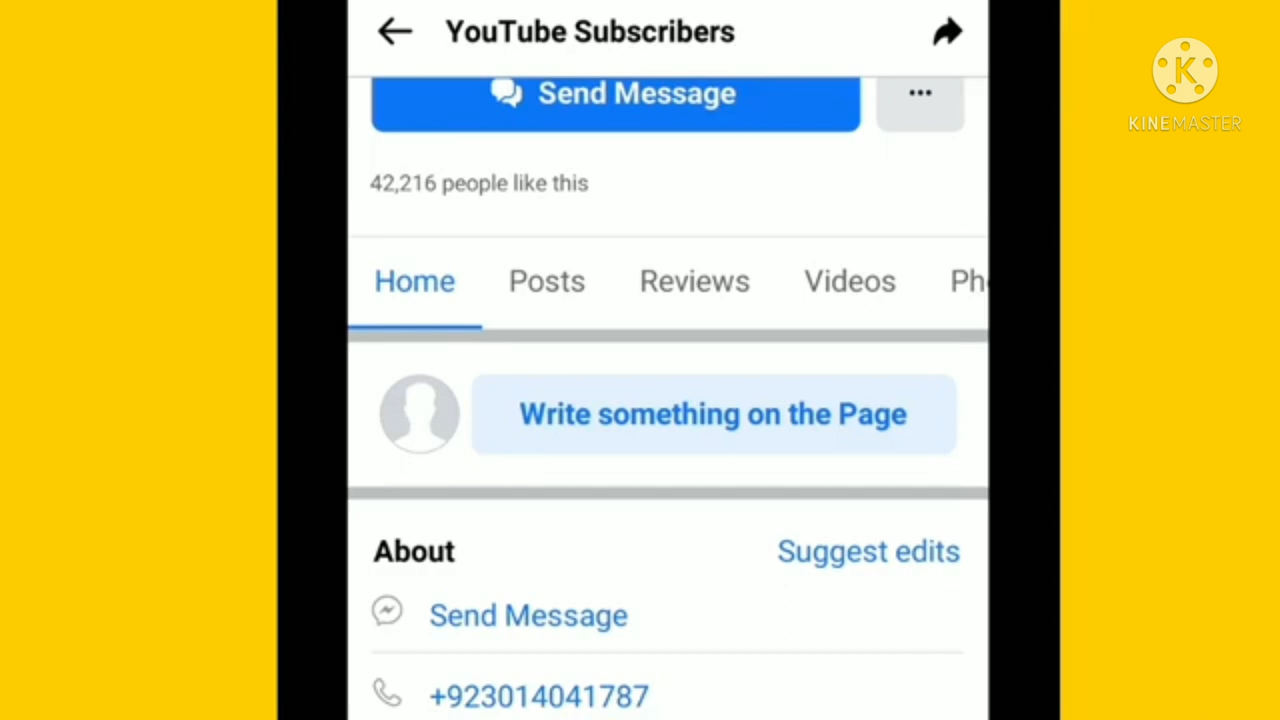 YouTube Subscribers
Send Message
42,216 people like this
Home Posts Reviews Videos Pho
Write something on the Page
About Suggest edits
Send Message
+923014041787
K
KINEMASTER